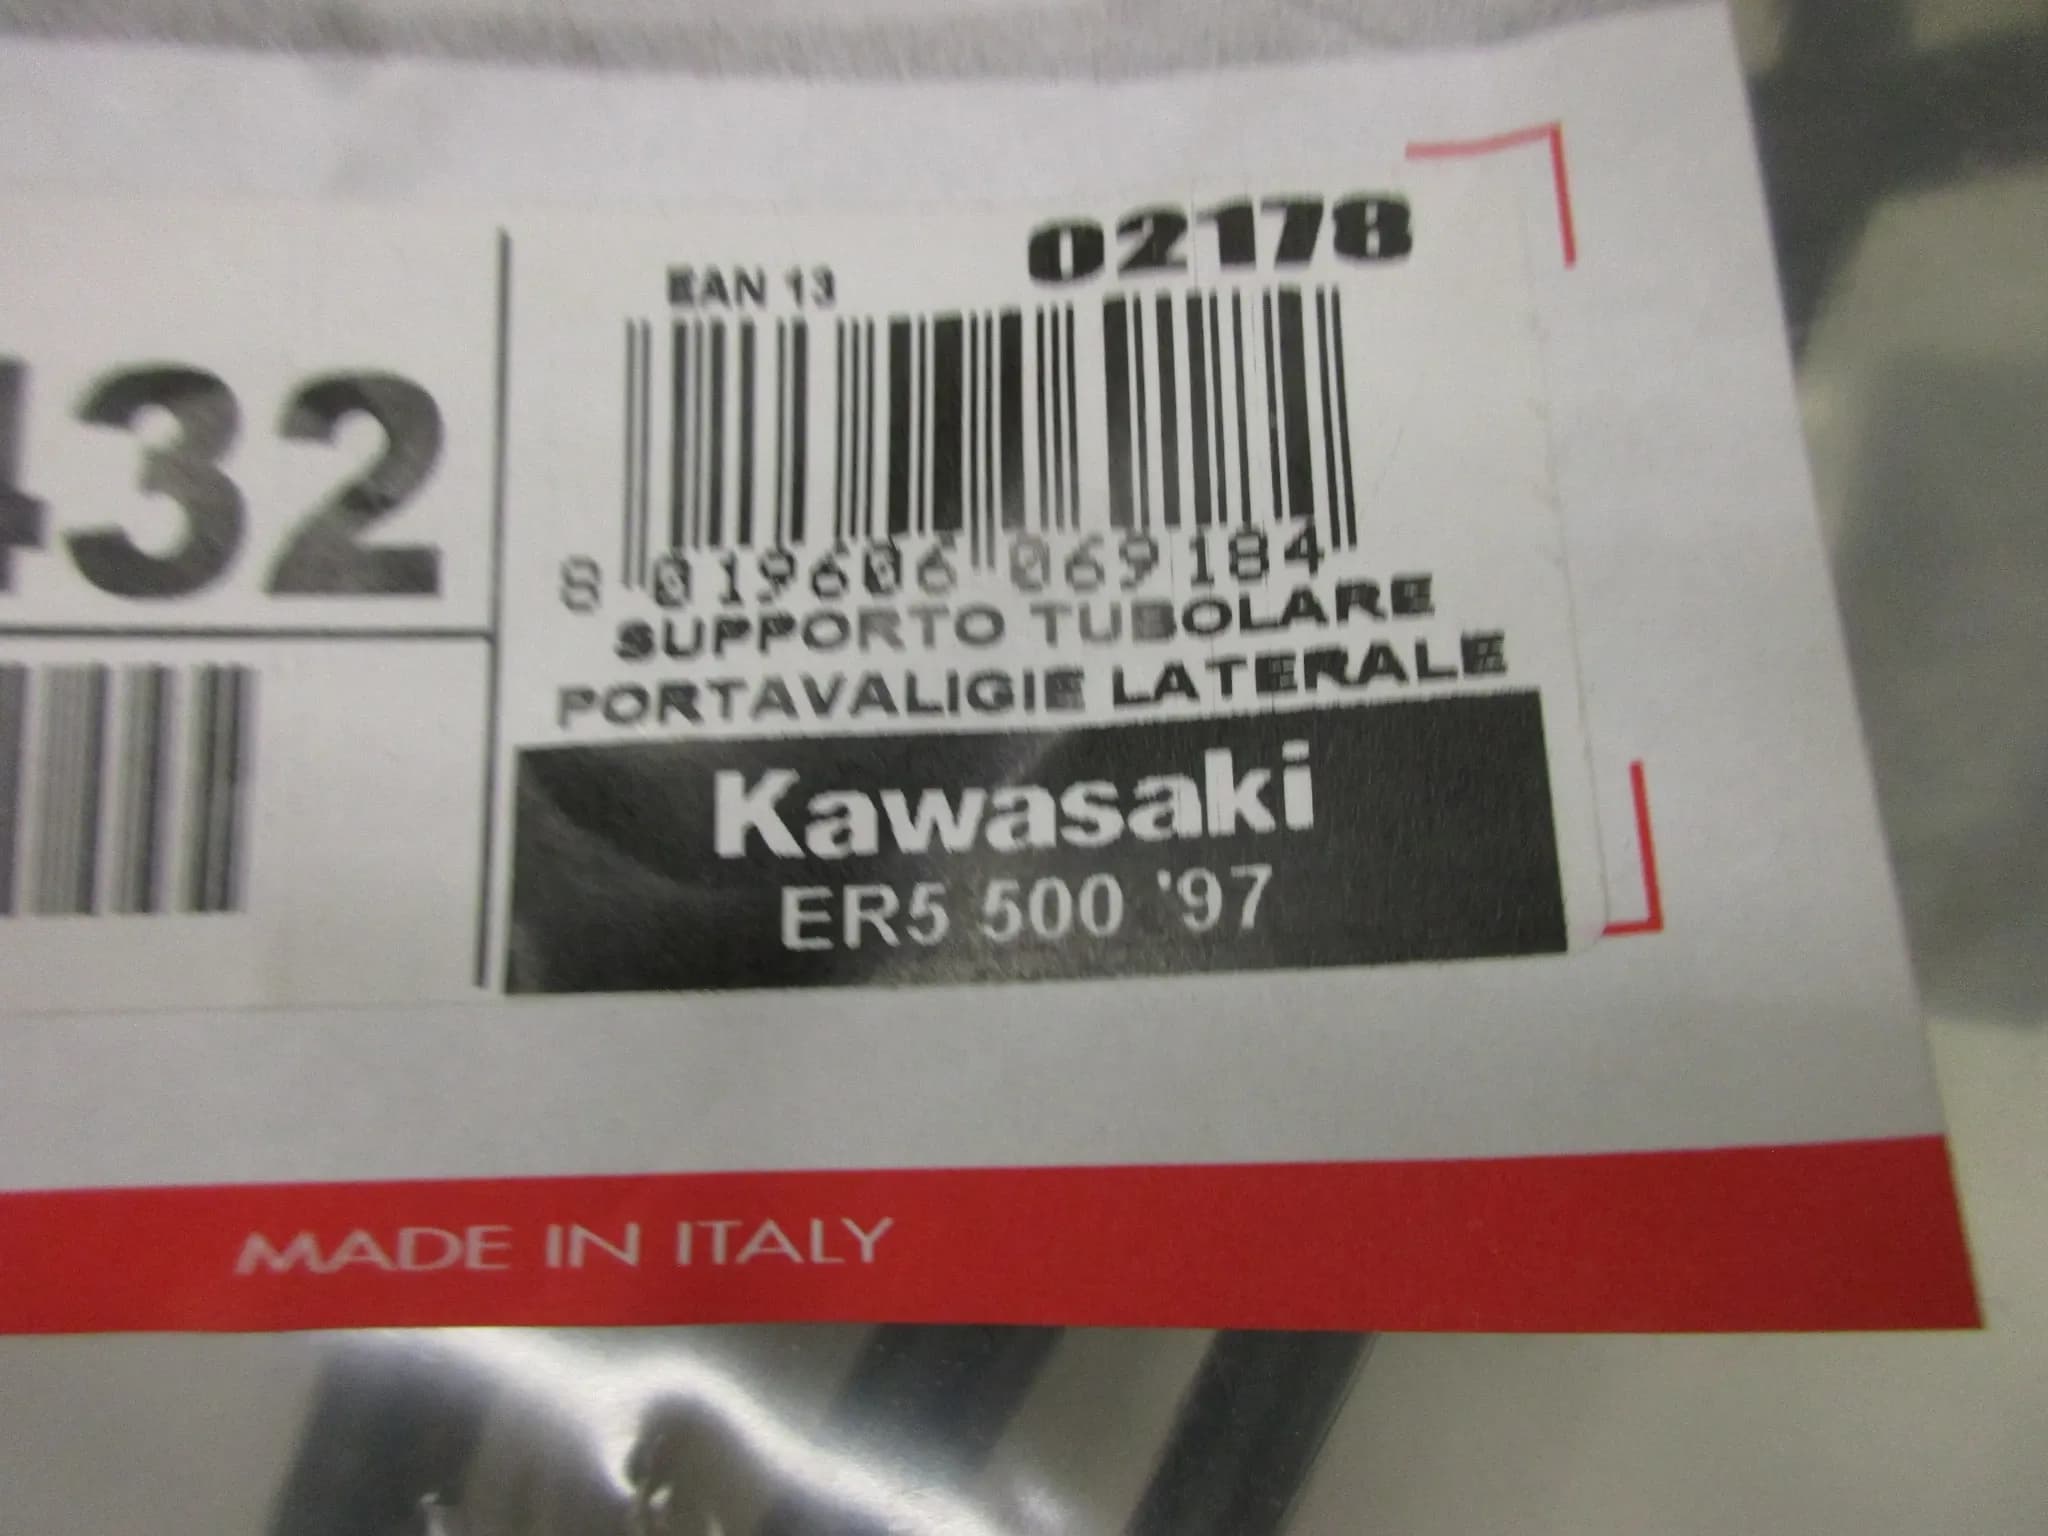 432
EAN 13
02178
8 019606 069184
SUPPORTO TUBOLARE
PORTAVALIGIE LATERALE
Kawasaki
ER5 500 '97
MADE IN ITALY